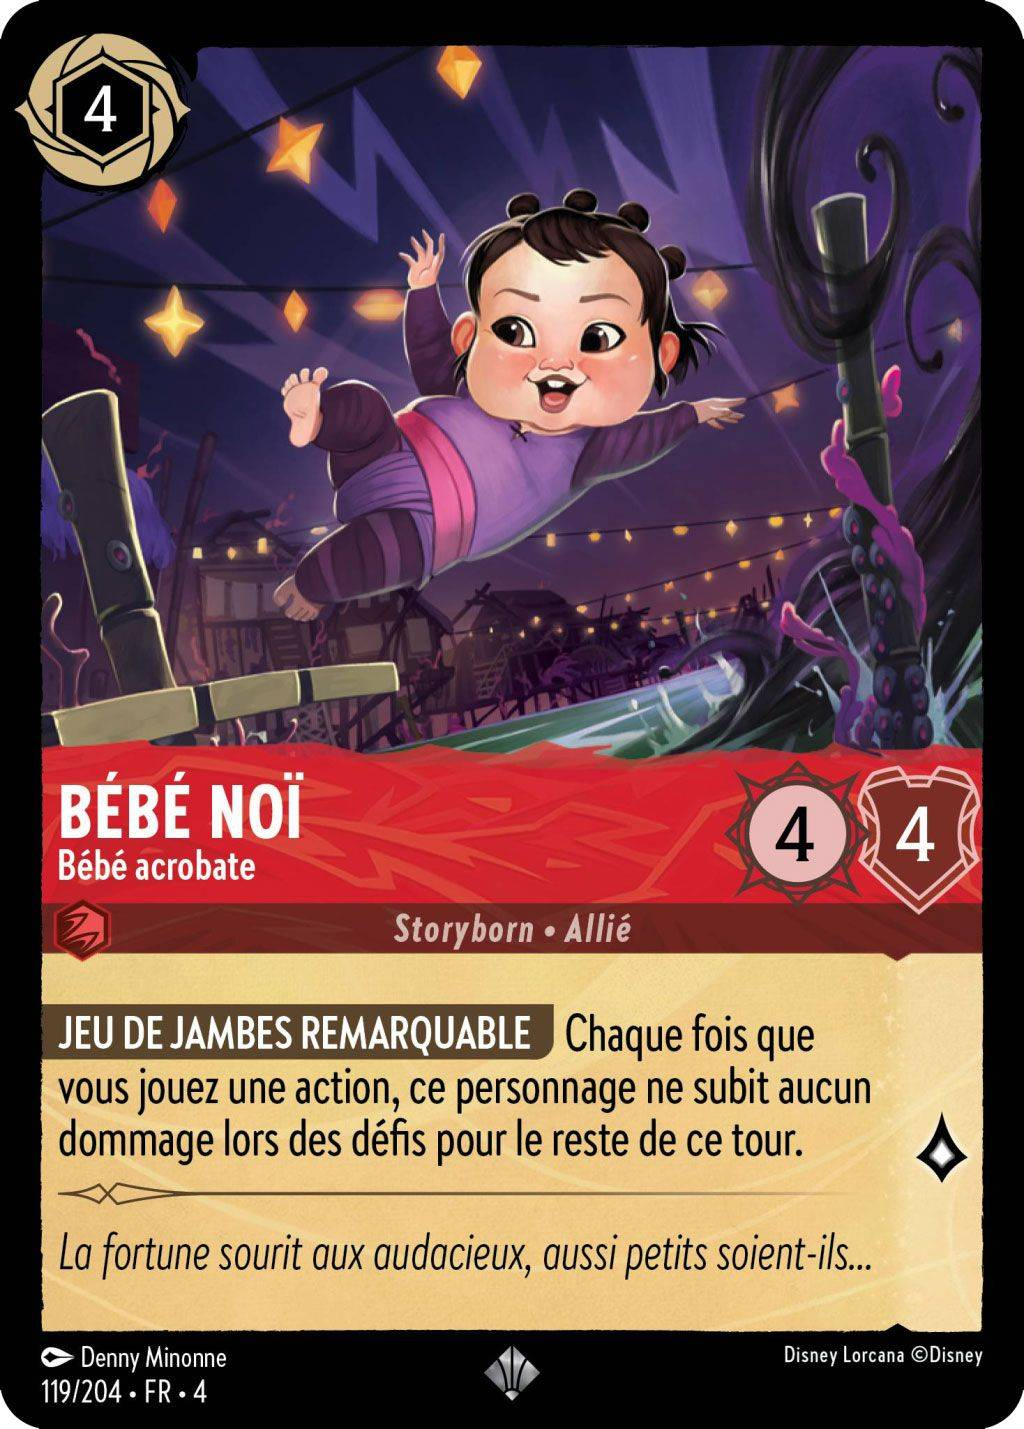 4
BÉBÉ NOÏ
Bébé acrobate
4
4
Storyborn • Allié
JEU DE JAMBES REMARQUABLE Chaque fois que
vous jouez une action, ce personnage ne subit aucun
dommage lors des défis pour le reste de ce tour.
La fortune sourit aux audacieux, aussi petits soient-ils...
Denny Minonne
Disney Lorcana ©Disney
119/204 • FR • 4